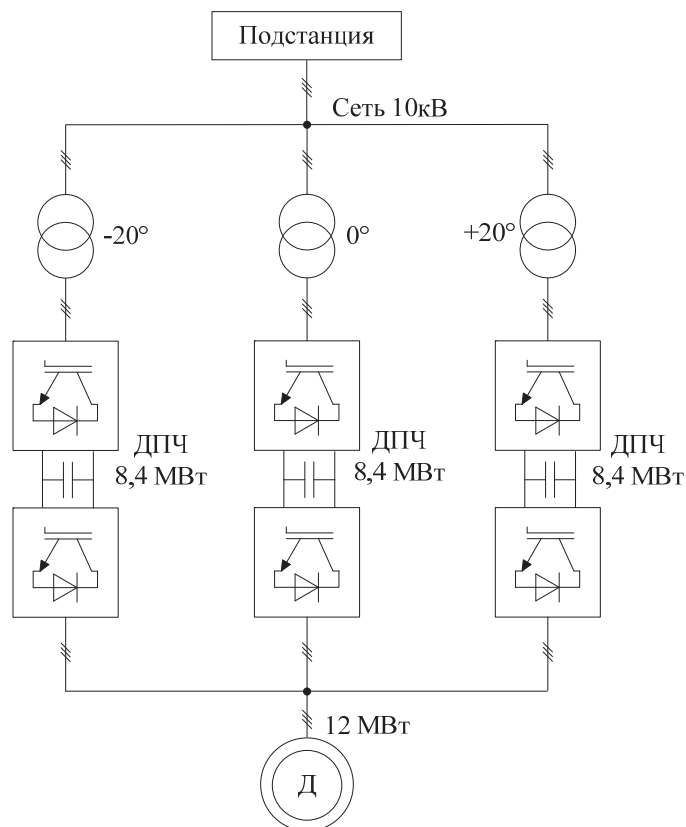 Подстанция
Сеть 10кВ
-20°
0°
+20°
ДПЧ
8,4 МВт
ДПЧ
8,4 МВт
ДПЧ
8,4 МВт
12 МВт
Д